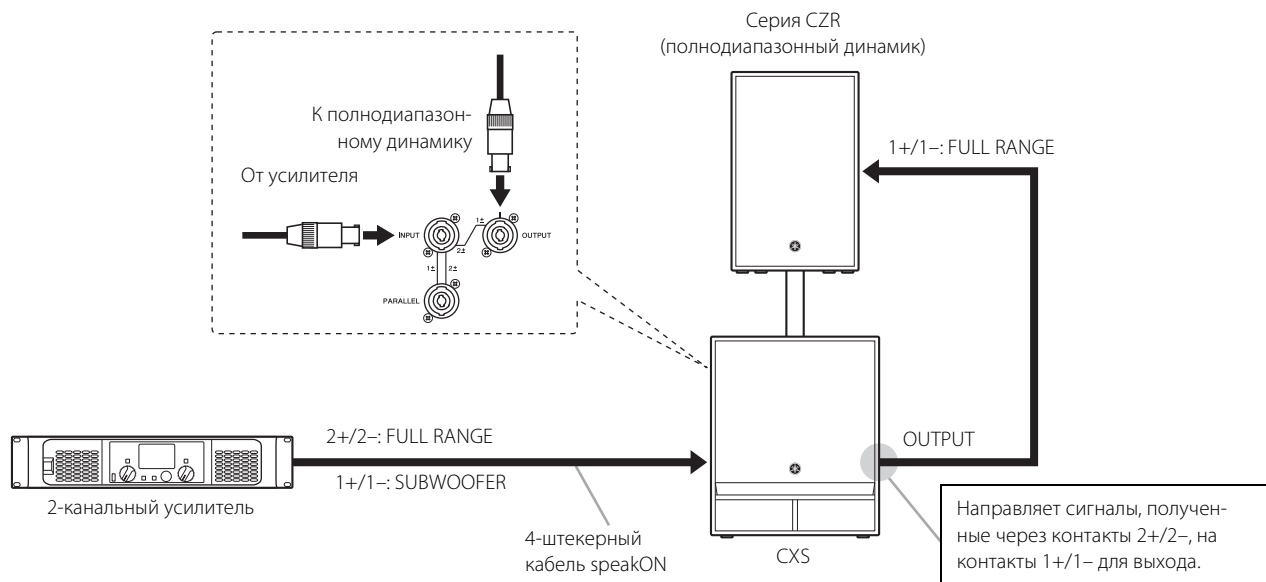 Серия CZR
(полнодиапазонный динамик)
К полнодиапазон-
ному динамику
От усилителя
1+/1–: FULL RANGE
INPUT
1±
2±
OUTPUT
1±
2±
PARALLEL
2+/2–: FULL RANGE
1+/1–: SUBWOOFER
OUTPUT
2-канальный усилитель
4-штекерный
кабель speakON
CXS
Направляет сигналы, получен-
ные через контакты 2+/2–, на
контакты 1+/1– для выхода.